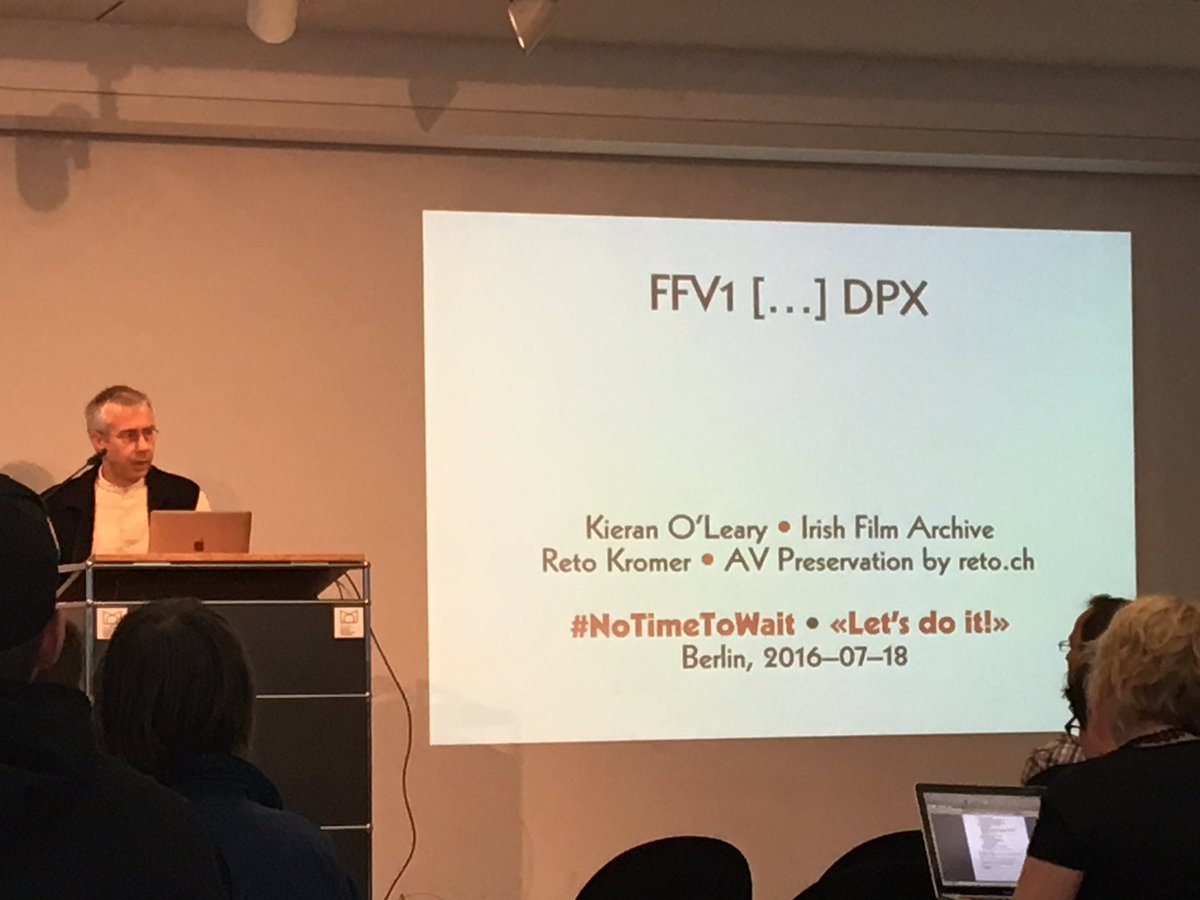 FFV1 […] DPX
Kieran O’Leary • Irish Film Archive
Reto Kromer • AV Preservation by reto.ch
#NoTimeToWait • «Let’s do it!»
Berlin, 2016–07–18